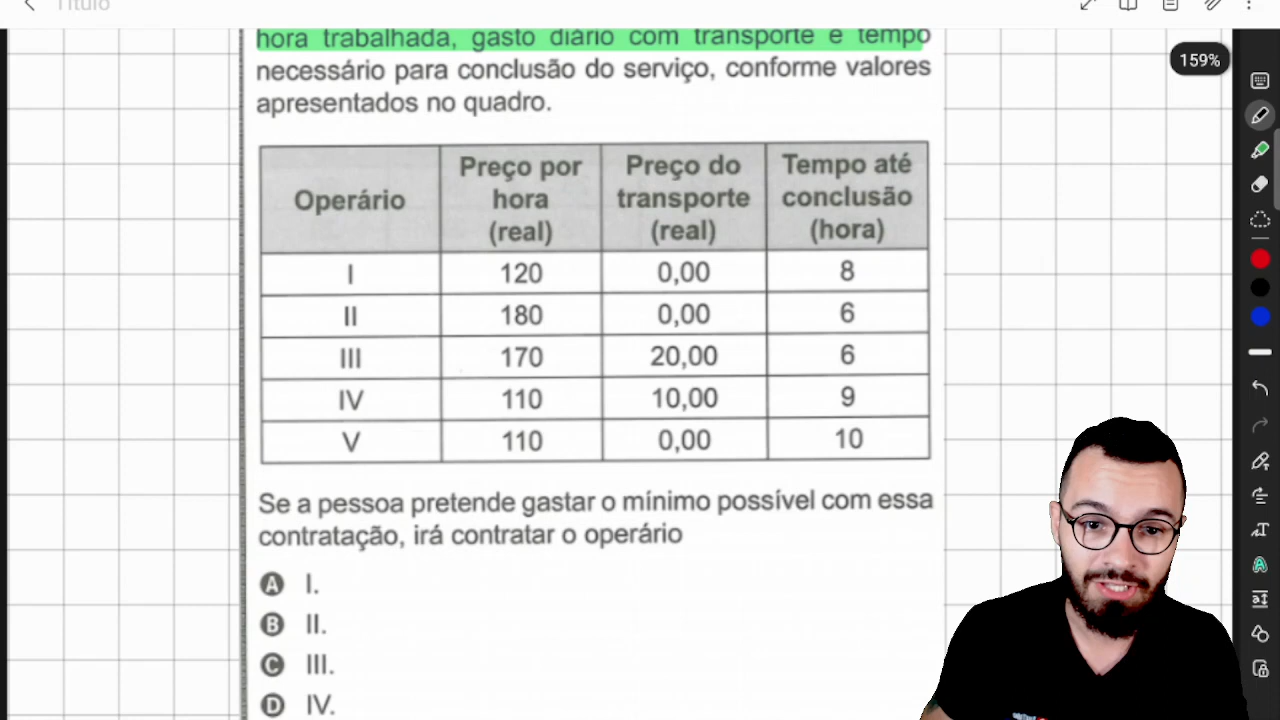 Título
159%
hora trabalhada, gasto diário com transporte e tempo
necessário para conclusão do serviço, conforme valores
apresentados no quadro.
Operário
Preço por
hora
(real)
Preço do
transporte
(real)
Tempo até
conclusão
(hora)
I 120 0,00 8
II 180 0,00 6
III 170 20,00 6
IV 110 10,00 9
V 110 0,00 10
Se a pessoa pretende gastar o mínimo possível com essa
contratação, irá contratar o operário
A I.
B II.
C III.
D IV.